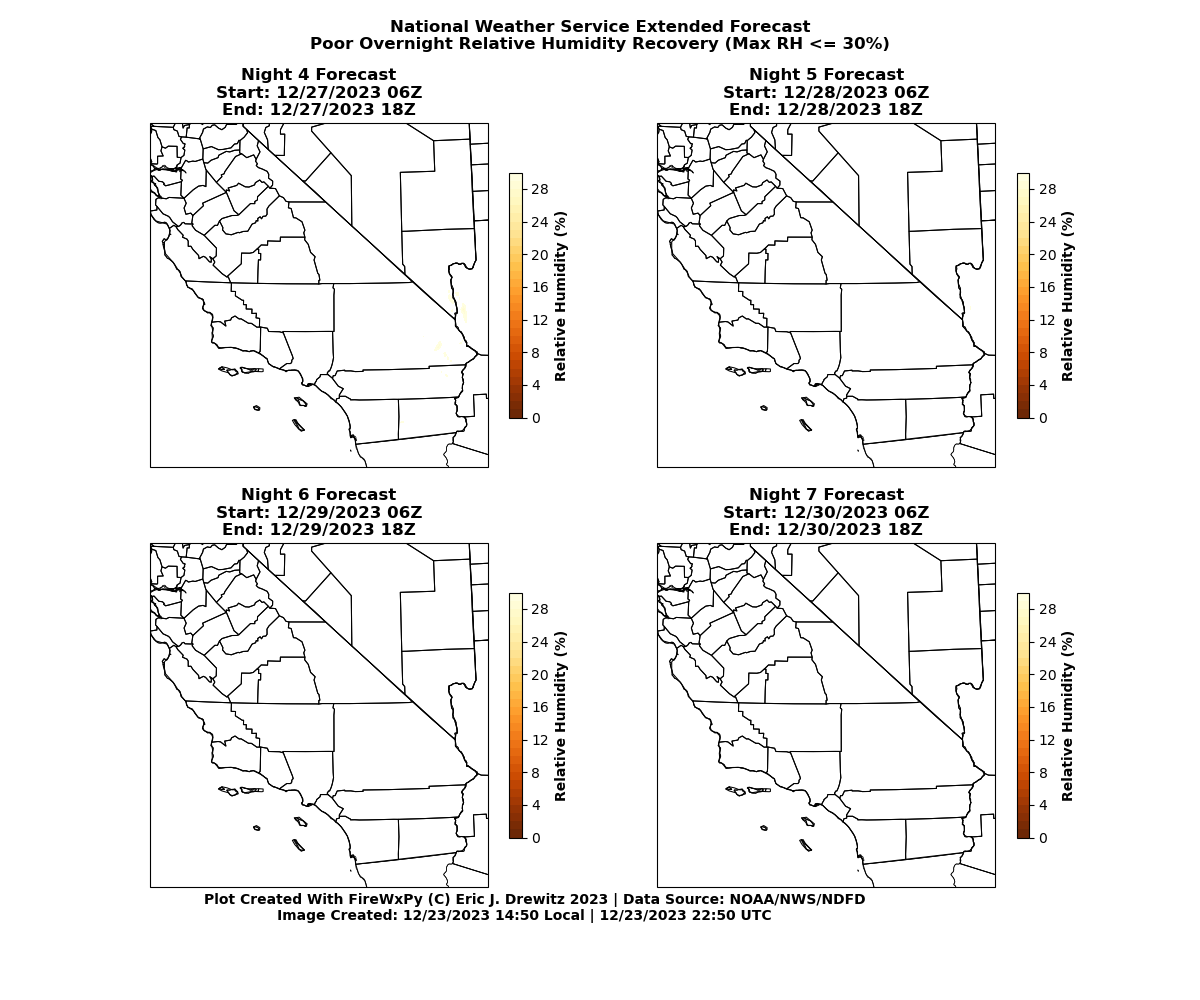 National Weather Service Extended Forecast
Poor Overnight Relative Humidity Recovery (Max RH <= 30%)
Night 4 Forecast
Start: 12/27/2023 06Z
End: 12/27/2023 18Z
28
24
20
16
12
8
4
0
Relative Humidity (%)
Night 5 Forecast
Start: 12/28/2023 06Z
End: 12/28/2023 18Z
28
24
20
16
12
8
4
0
Relative Humidity (%)
Night 6 Forecast
Start: 12/29/2023 06Z
End: 12/29/2023 18Z
28
24
20
16
12
8
4
0
Relative Humidity (%)
Night 7 Forecast
Start: 12/30/2023 06Z
End: 12/30/2023 18Z
28
24
20
16
12
8
4
0
Relative Humidity (%)
Plot Created With FireWxPy (C) Eric J. Drewitz 2023 | Data Source: NOAA/NWS/NDFD
Image Created: 12/23/2023 14:50 Local | 12/23/2023 22:50 UTC